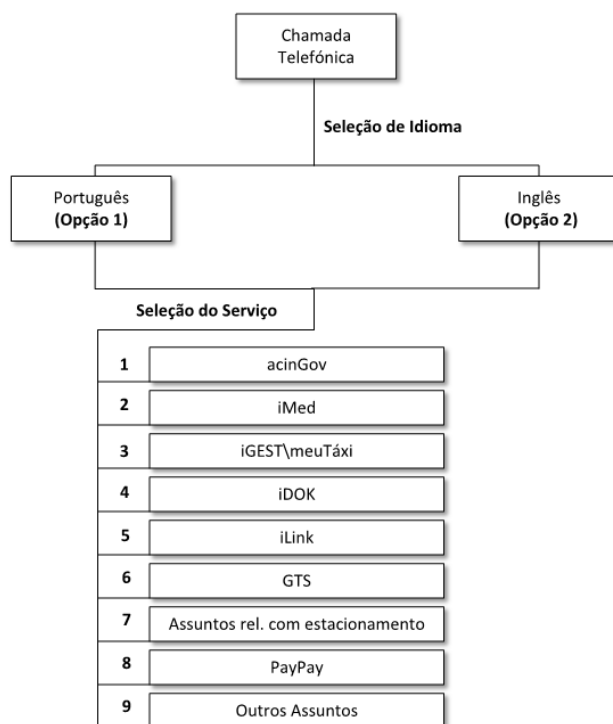 Chamada
Telefónica
Seleção de Idioma
Português
(Opção 1)
Inglês
(Opção 2)
Seleção do Serviço
1 acinGov
2 iMed
3 iGEST\meuTáxi
4 iDOK
5 iLink
6 GTS
7 Assuntos rel. com estacionamento
8 PayPay
9 Outros Assuntos